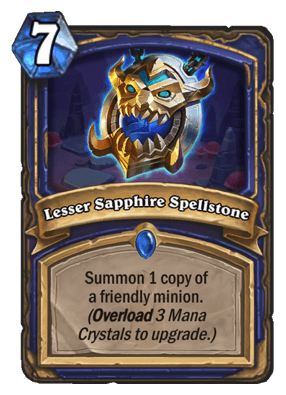 7
Lesser Sapphire Spellstone
Summon 1 copy of
a friendly minion.
(Overload 3 Mana
Crystals to upgrade.)